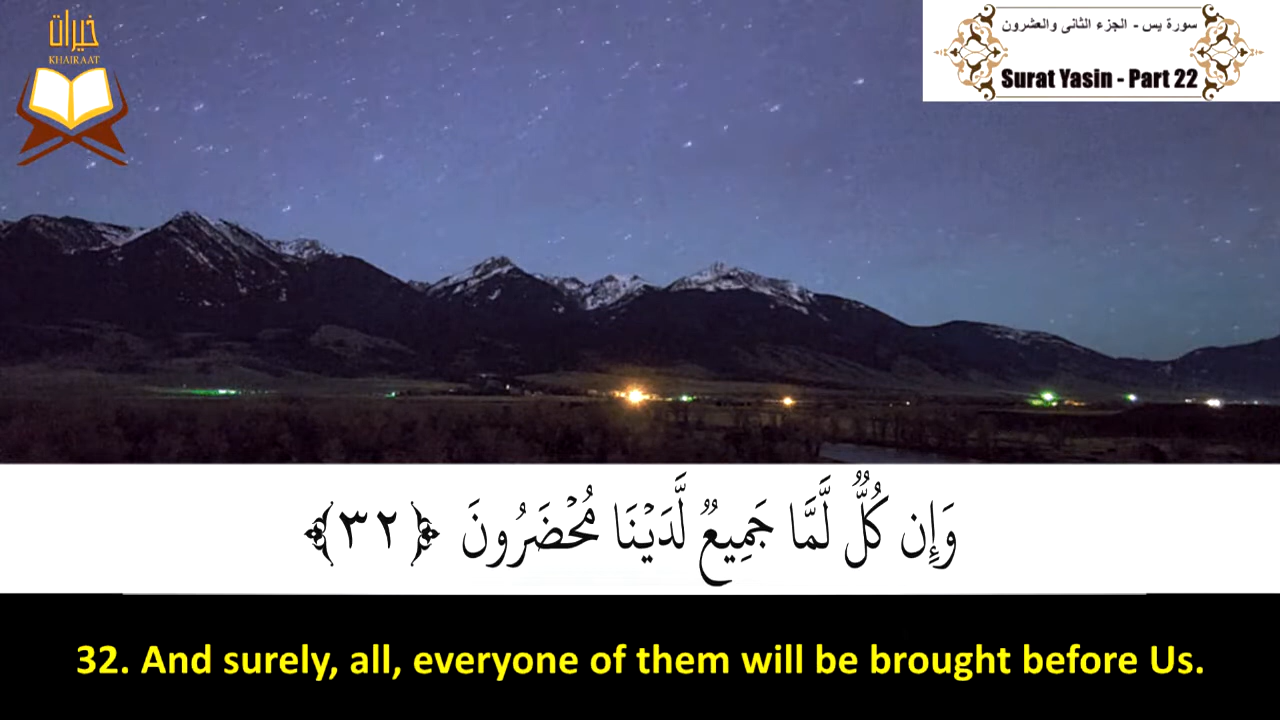 خيرات
KHAIRAAT
سورة يس - الجزء الثانى والعشرون
Surat Yasin - Part 22
وَإِن كُلٌّ لَّمَّا جَمِيعٌ لَّدَيْنَا مُحْضَرُونَ ﴿٣٢﴾
32. And surely, all, everyone of them will be brought before Us.